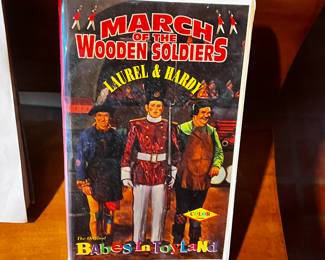 MARCH
OF THE
WOODEN SOLDIERS
LAUREL & HARDY
COLOR
The Original
Babes In Toyland